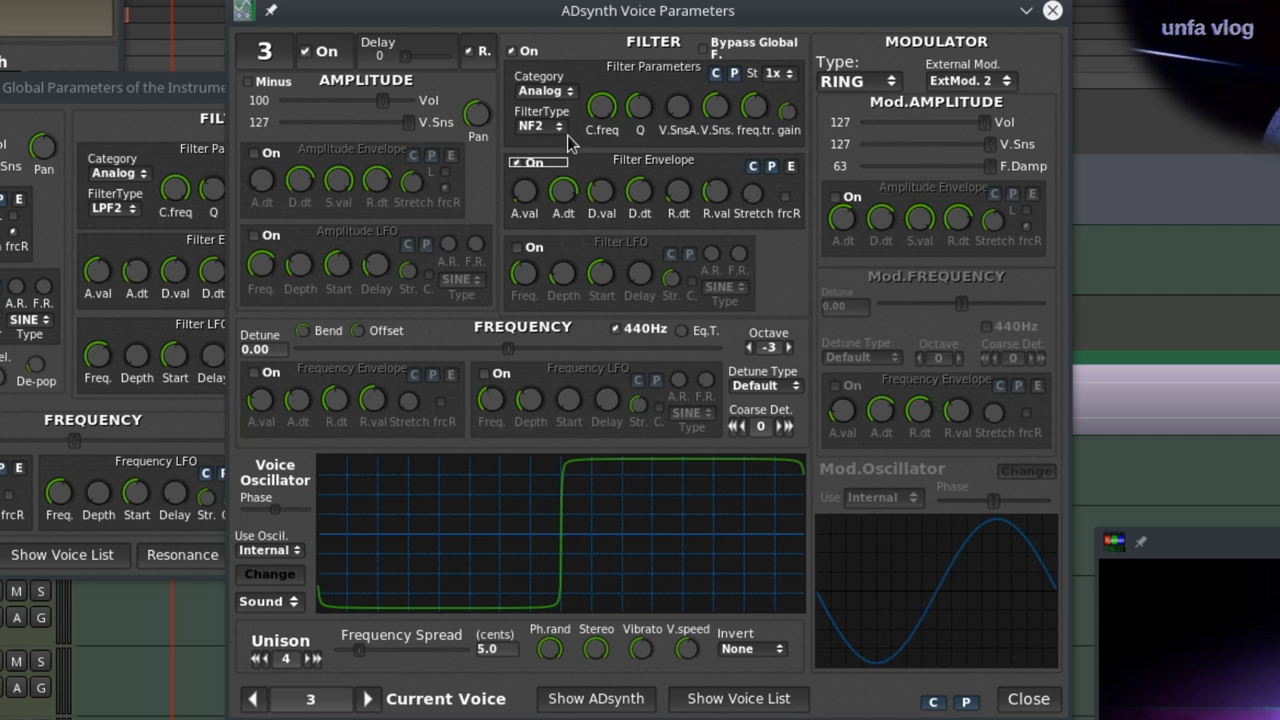 ADsynth Voice Parameters
unfa vlog
h
Global Parameters of the Instrume
FIL
Sns
Pan
Filter Pa
Category
Analog
FilterType
LPF2
C.freq
Q
P E
frcR
Filter E
A.val A.dt D.val D.dt
A.R. F.R.
SINE
Type
Filter LFO
el.
De-pop
Freq. Depth Start Delay
FREQUENCY
P E
frcR
Frequency LFO
C
Freq. Depth Start Delay Str. C
Show Voice List
Resonance
M S
A G
M S
A G
3
On
Delay
0
R.
Minus
AMPLITUDE
100
Vol
127
V.Sns
Pan
On
Amplitude Envelope
C P E
L
A.dt D.dt S.val R.dt Stretch frcR
On
Amplitude LFO
C P
A.R. F.R.
SINE
Freq. Depth Start Delay Str. C.
Type
On
FILTER
Bypass Global F.
Filter Parameters
C P
St
1x
Category
Analog
FilterType
NF2
C.freq Q V.SnsA.V.Sns. freq.tr. gain
On
Filter Envelope
C P E
A.val A.dt D.val D.dt R.dt R.val Stretch frcR
On
Filter LFO
C P
A.R. F.R.
SINE
Freq. Depth Start Delay Str. C.
Type
Detune
0.00
Bend
Offset
FREQUENCY
440Hz
Eq.T.
Octave
-3
On
Frequency Envelope
C P E
A.val A.dt R.dt R.val Stretch frcR
On
Frequency LFO
C P
A.R. F.R.
SINE
Freq. Depth Start Delay Str. C.
Type
Detune Type
Default
Coarse Det.
0
Voice
Oscillator
Phase
Use Oscil.
Internal
Change
Sound
Unison
4
Frequency Spread
(cents)
5.0
Ph.rand Stereo Vibrato V.speed
Invert
None
MODULATOR
Type:
RING
External Mod.
ExtMod. 2
Mod.AMPLITUDE
127
Vol
127
V.Sns
63
F.Damp
On
Amplitude Envelope
C P E
L
A.dt D.dt S.val R.dt Stretch frcR
Mod.FREQUENCY
Detune
0.00
440Hz
Detune Type
Default
Octave
0
Coarse Det.
0
On
Frequency Envelope
C P E
A.val A.dt R.dt R.val Stretch frcR
Mod.Oscillator
Change
Use
Internal
Phase
3
Current Voice
Show ADsynth
Show Voice List
C P
Close